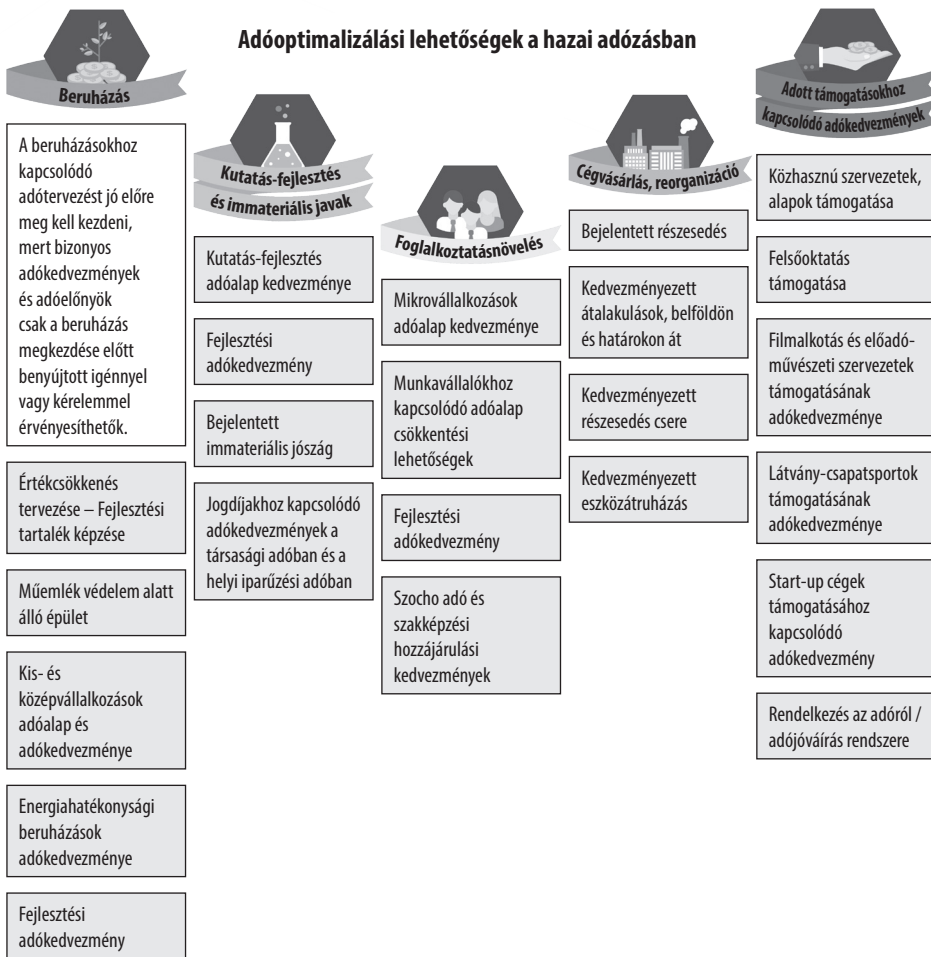 Adóoptimalizálási lehetőségek a hazai adózásban
Beruházás
A beruházásokhoz
kapcsolódó
adótervezést jó előre
meg kell kezdeni,
mert bizonyos
adókedvezmények
és adóelőnyök
csak a beruházás
megkezdése előtt
benyújtott igénnyel
vagy kérelemmel
érvényesíthetők.
Értékcsökkenés
tervezése – Fejlesztési
tartalék képzése
Műemlék védelem alatt
álló épület
Kis- és
középvállalkozások
adóalap és
adókedvezménye
Energiahatékonysági
beruházások
adókedvezménye
Fejlesztési
adókedvezmény
Kutatás-fejlesztés
és immateriális javak
Kutatás-fejlesztés
adóalap kedvezménye
Fejlesztési
adókedvezmény
Bejelentett
immateriális jószág
Jogdíjakhoz kapcsolódó
adókedvezmények a
társasági adóban és a
helyi iparűzési adóban
Foglalkoztatásnövelés
Mikrovállalkozások
adóalap kedvezménye
Munkavállalókhoz
kapcsolódó adóalap
csökkentési
lehetőségek
Fejlesztési
adókedvezmény
Szocho adó és
szakképzési
hozzájárulási
kedvezmények
Cégvásárlás, reorganizáció
Bejelentett részesedés
Kedvezményezett
átalakulások, belföldön
és határokon át
Kedvezményezett
részesedés csere
Kedvezményezett
eszközátruházás
Adott támogatásokhoz
kapcsolódó adókedvezmények
Közhasznú szervezetek,
alapok támogatása
Felsőoktatás
támogatása
Filmalkotás és előadó-
művészeti szervezetek
támogatásának
adókedvezménye
Látvány-csapatsportok
támogatásának
adókedvezménye
Start-up cégek
támogatásához
kapcsolódó
adókedvezmény
Rendelkezés az adóról /
adójóváírás rendszere